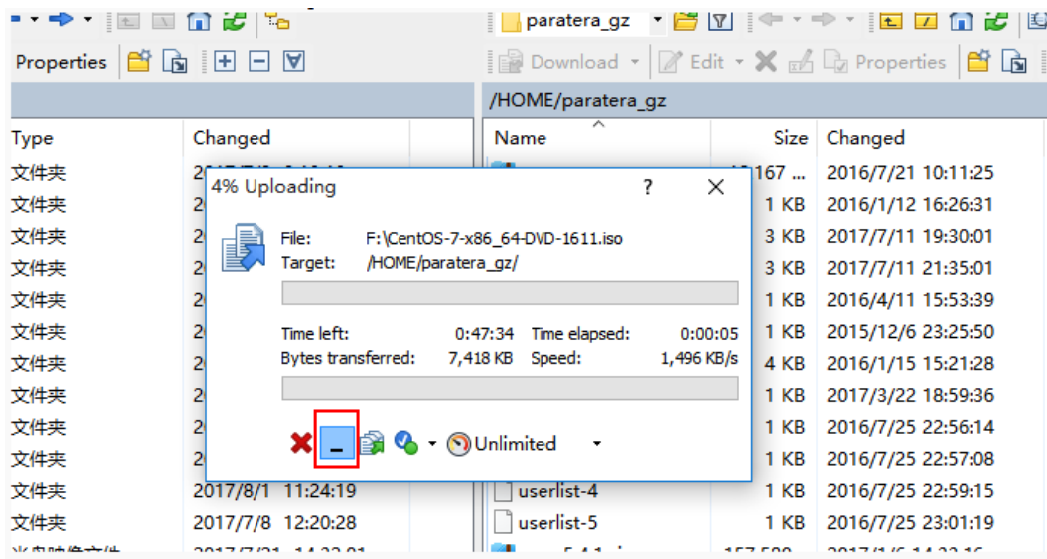 paratera_gz
Properties
Download
Edit
Properties
/HOME/paratera_gz
Type
Changed
Name
Size
Changed
文件夹
167 ...
2016/7/21 10:11:25
4% Uploading
?
文件夹
1 KB
2016/1/12 16:26:31
文件夹
File:
F:\CentOS-7-x86_64-DVD-1611.iso
3 KB
2017/7/11 19:30:01
文件夹
Target:
/HOME/paratera_gz/
3 KB
2017/7/11 21:35:01
文件夹
1 KB
2016/4/11 15:53:39
文件夹
Time left:
0:47:34
Time elapsed:
0:00:05
1 KB
2015/12/6 23:25:50
文件夹
Bytes transferred:
7,418 KB
Speed:
1,496 KB/s
4 KB
2016/1/15 15:21:28
文件夹
1 KB
2017/3/22 18:59:36
文件夹
Unlimited
1 KB
2016/7/25 22:56:14
文件夹
1 KB
2016/7/25 22:57:08
文件夹
2017/8/1 11:24:19
userlist-4
1 KB
2016/7/25 22:59:15
文件夹
2017/7/8 12:20:28
userlist-5
1 KB
2016/7/25 23:01:19